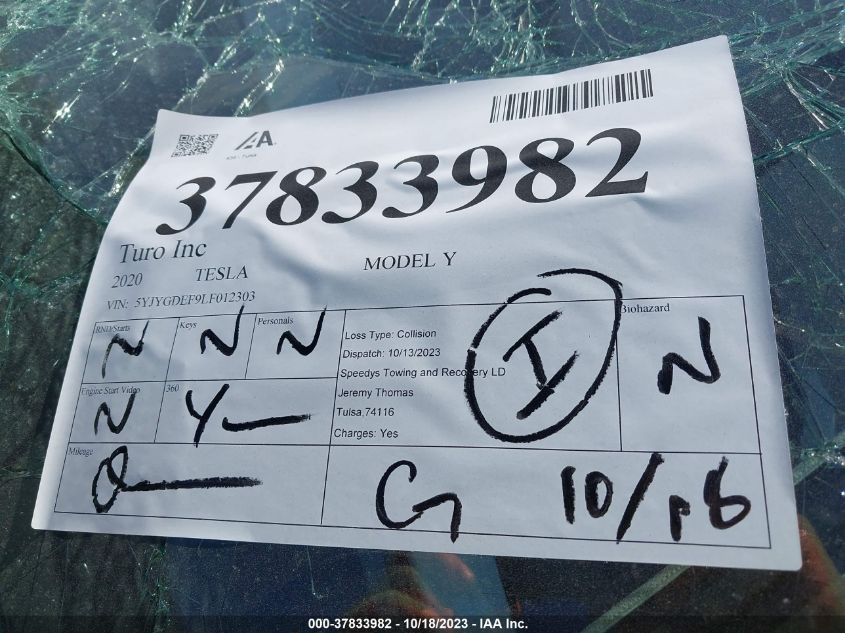 IAA
37833982
Turo Inc
2020 TESLA MODEL Y
VIN: 5YJYGDEF9LF012303
RND/Starts
N
Keys
N
Personals
N
Loss Type: Collision
Dispatch: 10/13/2023
Speedys Towing and Recovery LD
Jeremy Thomas
Tulsa,74116
Charges: Yes
I
Biohazard
N
Engine Start Video
N
360
Y
Mileage
G 10/18
000-37833982 - 10/18/2023 - IAA Inc.